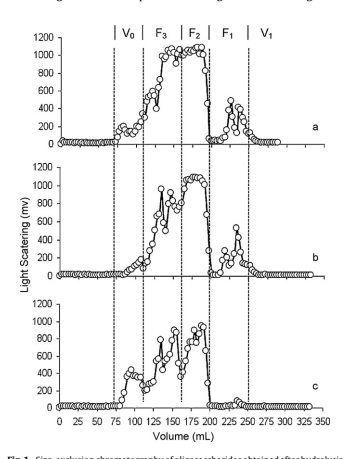 V0 F3 F2 F1 V1
1200
1000
800
600
400
200
0
a
1200
1000
800
600
400
200
0
b
1200
1000
800
600
400
200
0
c
Light Scatering (mv)
0 25 50 75 100 125 150 175 200 225 250 275 300 325 350
Volume (mL)
Fig. 1. Size-exclusion chromatography of oligosaccharides obtained after hydrolysis